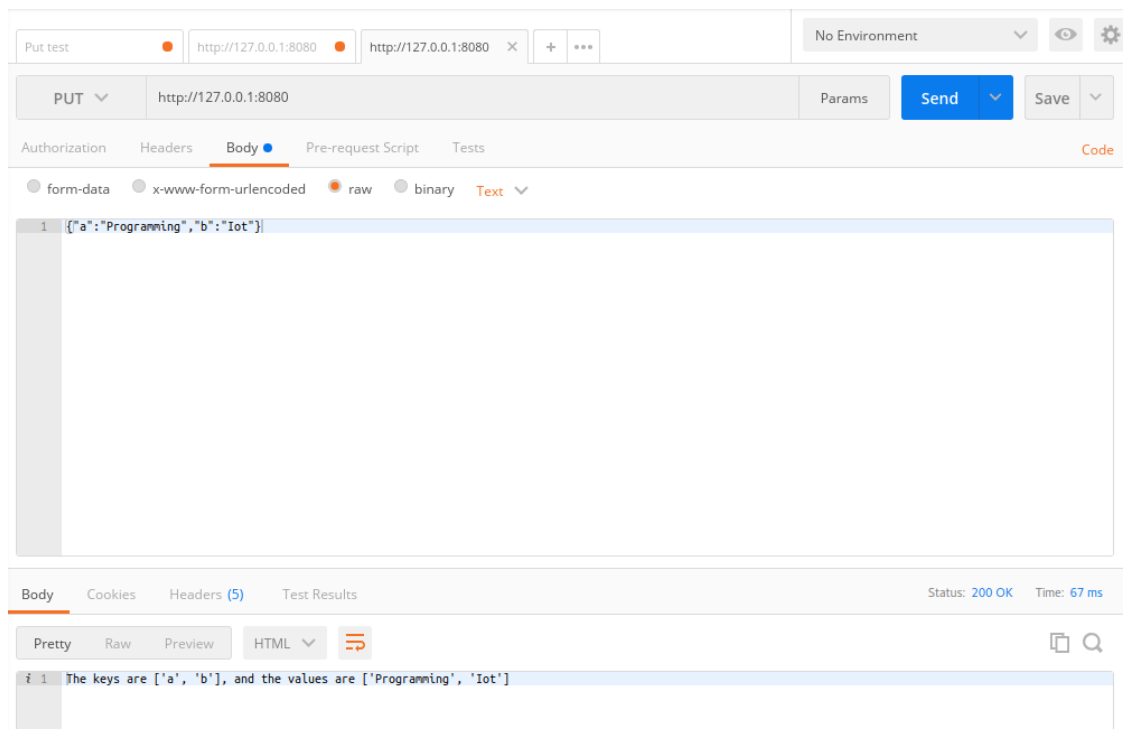 Put test http://127.0.0.1:8080 http://127.0.0.1:8080 No Environment
PUT http://127.0.0.1:8080 Params Send Save
Authorization Headers Body Pre-request Script Tests Code
form-data x-www-form-urlencoded raw binary Text
1 {"a":"Programming","b":"Iot"}
Body Cookies Headers (5) Test Results Status: 200 OK Time: 67 ms
Pretty Raw Preview HTML
i 1 The keys are ['a', 'b'], and the values are ['Programming', 'Iot']